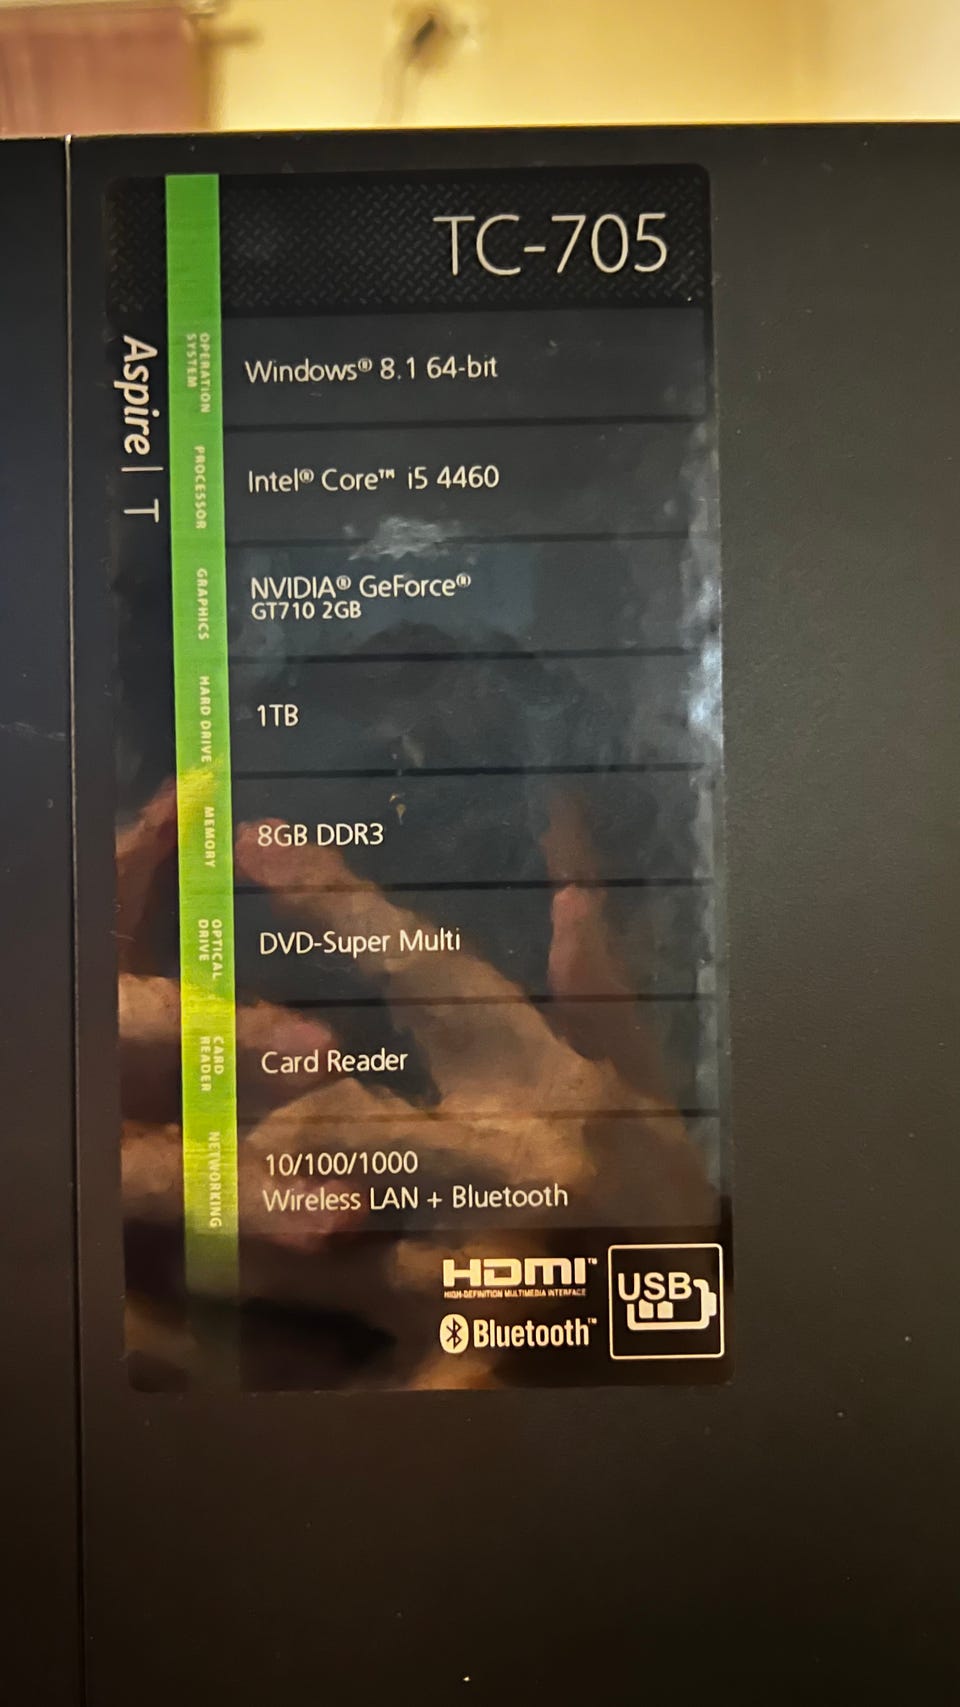 TC-705
Aspire | T
OPERATION SYSTEM
Windows® 8.1 64-bit
PROCESSOR
Intel® Core™ i5 4460
GRAPHICS
NVIDIA® GeForce®
GT710 2GB
HARD DRIVE
1TB
MEMORY
8GB DDR3
OPTICAL DRIVE
DVD-Super Multi
CARD READER
Card Reader
NETWORKING
10/100/1000
Wireless LAN + Bluetooth
HDMI™
HIGH-DEFINITION MULTIMEDIA INTERFACE
Bluetooth™
USB